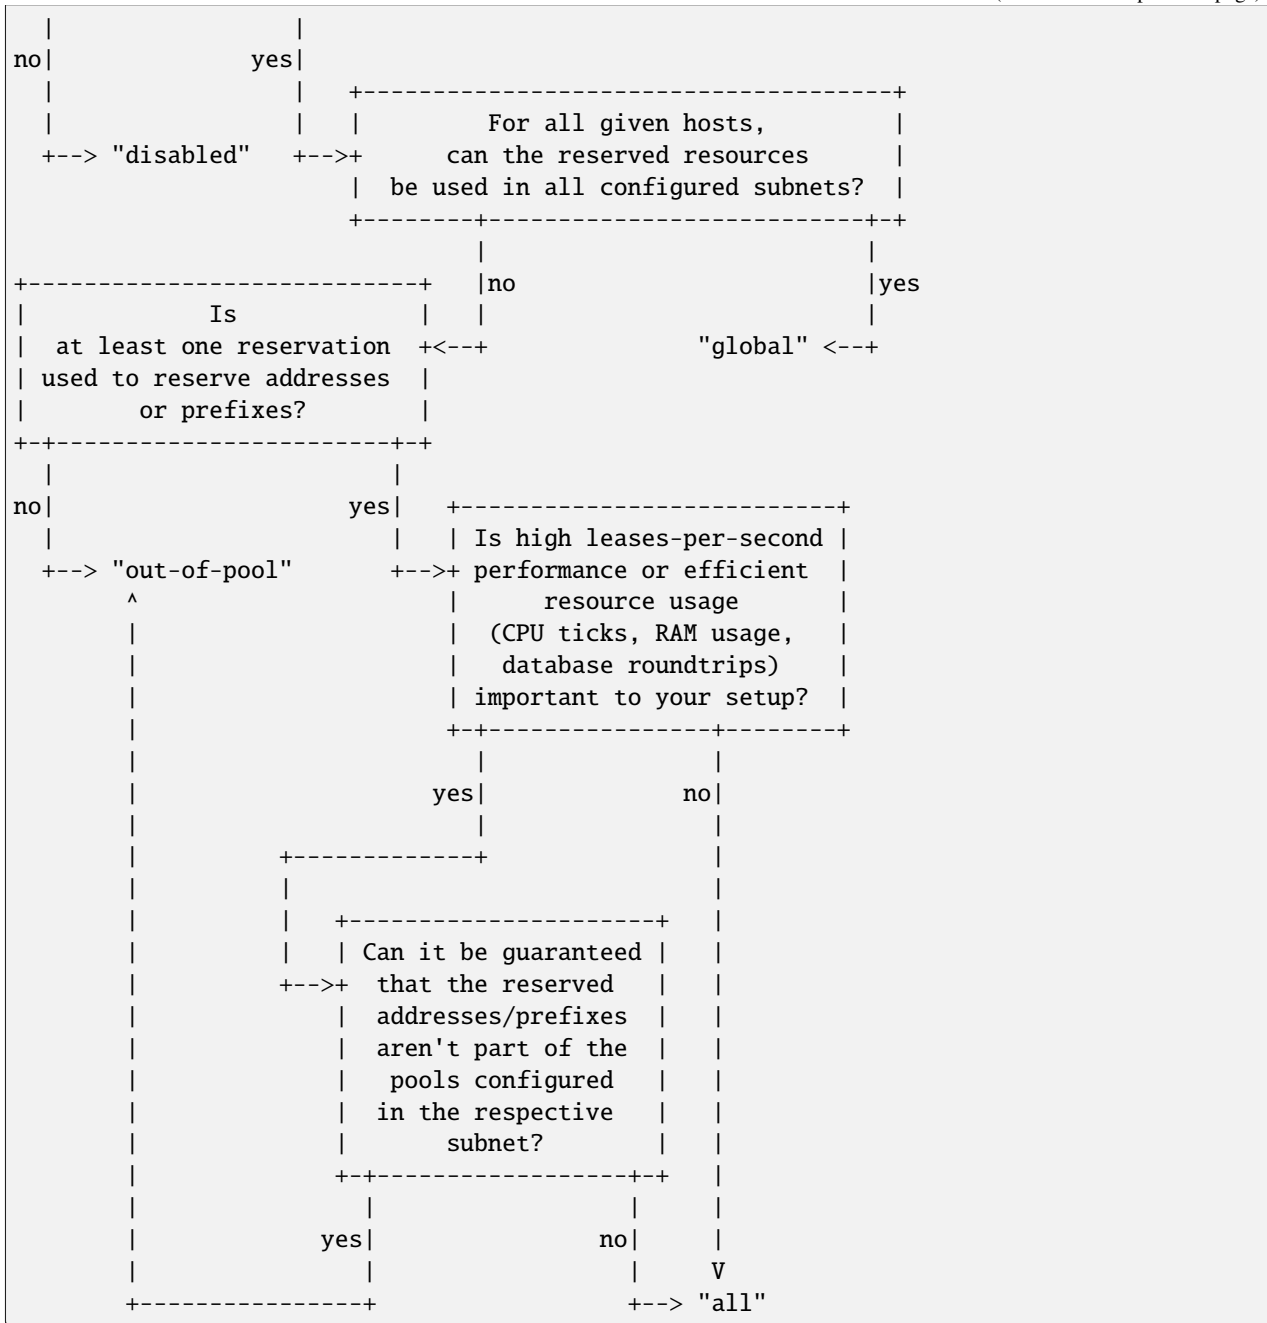 |                 |
no|              yes|
  |                 |   +--------------------------------------+
  |                 |   |         For all given hosts,         |
  +--> "disabled"   +-->+      can the reserved resources      |
                        |  be used in all configured subnets?  |
                        +--------+---------------------------+-+
                                 |                           |
+----------------------------+   |no                         |yes
|             Is             |   |                           |
|  at least one reservation  +<--+               "global" <--+
| used to reserve addresses  |
|        or prefixes?        |
+-+------------------------+-+
  |                        |
no|                     yes|   +---------------------------+
  |                        |   | Is high leases-per-second |
  +--> "out-of-pool"       +-->+ performance or efficient  |
        ^                      |      resource usage       |
        |                      |  (CPU ticks, RAM usage,   |
        |                      |   database roundtrips)    |
        |                      | important to your setup?  |
        |                      +-+----------------+--------+
        |                        |                |
        |                     yes|              no|
        |                        |                |
        |          +-------------+                |
        |          |                              |
        |          |   +----------------------+   |
        |          |   | Can it be guaranteed |   |
        |          +-->+  that the reserved   |   |
        |              |  addresses/prefixes  |   |
        |              |  aren't part of the  |   |
        |              |   pools configured   |   |
        |              |  in the respective   |   |
        |              |       subnet?        |   |
        |              +-+------------------+-+   |
        |                |                  |     |
        |             yes|                no|     |
        |                |                  |     V
        +----------------+                  +--> "all"